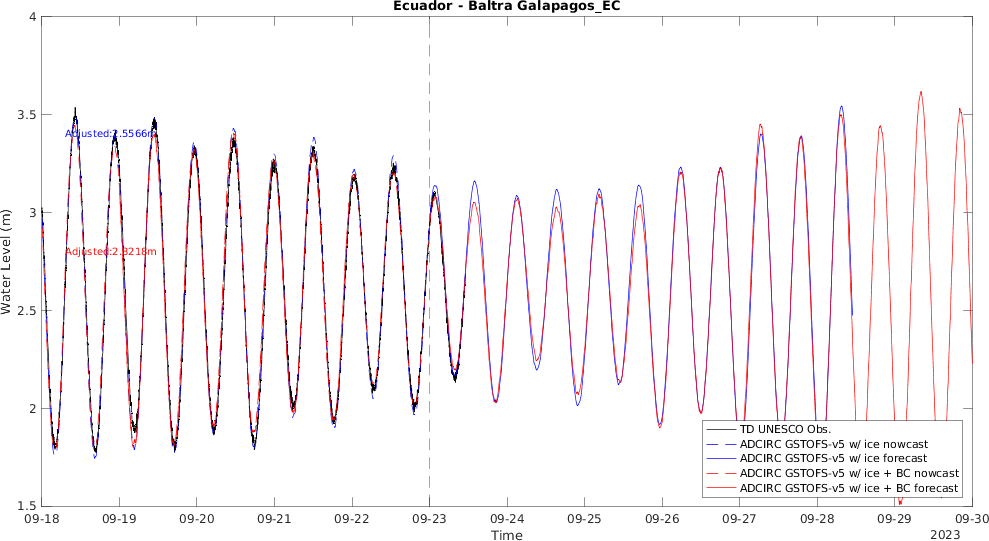 Ecuador - Baltra Galapagos_EC
Water Level (m)
4
3.5
3
2.5
2
1.5
Adjusted:2.5566m
Adjusted:2.3218m
TD UNESCO Obs.
ADCIRC GSTOFS-v5 w/ ice nowcast
ADCIRC GSTOFS-v5 w/ ice forecast
ADCIRC GSTOFS-v5 w/ ice + BC nowcast
ADCIRC GSTOFS-v5 w/ ice + BC forecast
09-18 09-19 09-20 09-21 09-22 09-23 09-24 09-25 09-26 09-27 09-28 09-29 09-30
Time
2023